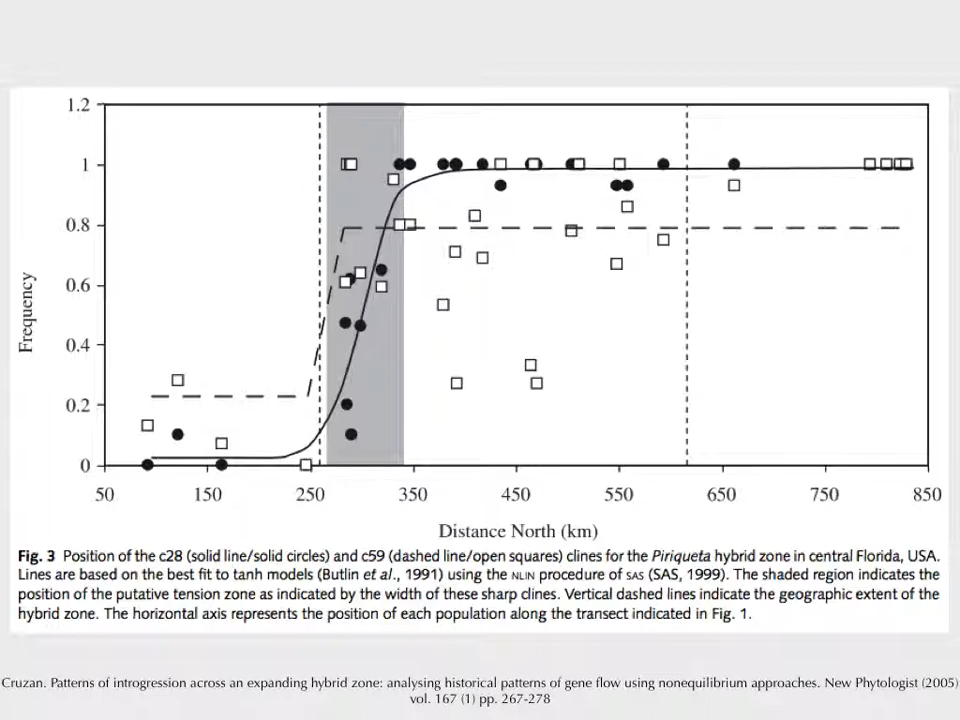 1.2
1
0.8
0.6
0.4
0.2
0
Frequency
50 150 250 350 450 550 650 750 850
Distance North (km)
Fig. 3 Position of the c28 (solid line/solid circles) and c59 (dashed line/open squares) clines for the Piriqueta hybrid zone in central Florida, USA.
Lines are based on the best fit to tanh models (Butlin et al., 1991) using the NLIN procedure of SAS (SAS, 1999). The shaded region indicates the
position of the putative tension zone as indicated by the width of these sharp clines. Vertical dashed lines indicate the geographic extent of the
hybrid zone. The horizontal axis represents the position of each population along the transect indicated in Fig. 1.
Cruzan. Patterns of introgression across an expanding hybrid zone: analysing historical patterns of gene flow using nonequilibrium approaches. New Phytologist (2005)
vol. 167 (1) pp. 267-278